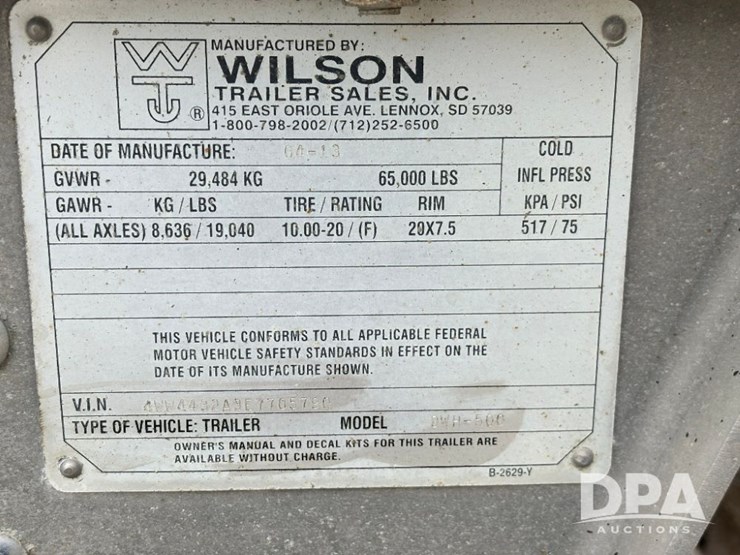 MANUFACTURED BY:
WILSON
TRAILER SALES, INC.
®
415 EAST ORIOLE AVE. LENNOX, SD 57039
1-800-798-2002/(712)252-6500
DATE OF MANUFACTURE: 04-13
COLD
GVWR - 29,484 KG 65,000 LBS INFL PRESS
GAWR - KG / LBS TIRE / RATING RIM KPA / PSI
(ALL AXLES) 8,636 / 19,040 10.00-20 / (F) 20X7.5 517 / 75
THIS VEHICLE CONFORMS TO ALL APPLICABLE FEDERAL
MOTOR VEHICLE SAFETY STANDARDS IN EFFECT ON THE
DATE OF ITS MANUFACTURE SHOWN.
V.I.N.
TYPE OF VEHICLE: TRAILER MODEL DWH-500
OWNER'S MANUAL AND DECAL KITS FOR THIS TRAILER ARE
AVAILABLE WITHOUT CHARGE.
B-2629-Y
DPA
AUCTIONS